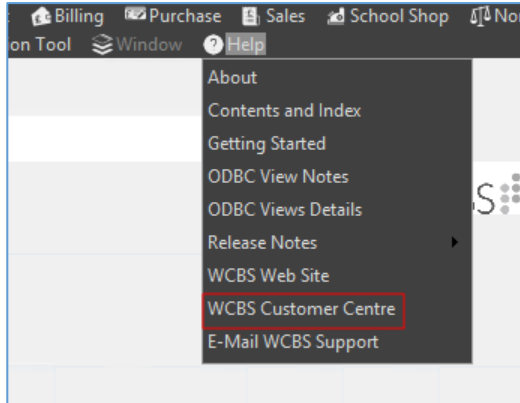 Billing Purchase Sales School Shop
on Tool Window Help
About
Contents and Index
Getting Started
ODBC View Notes
ODBC Views Details
Release Notes
WCBS Web Site
WCBS Customer Centre
E-Mail WCBS Support